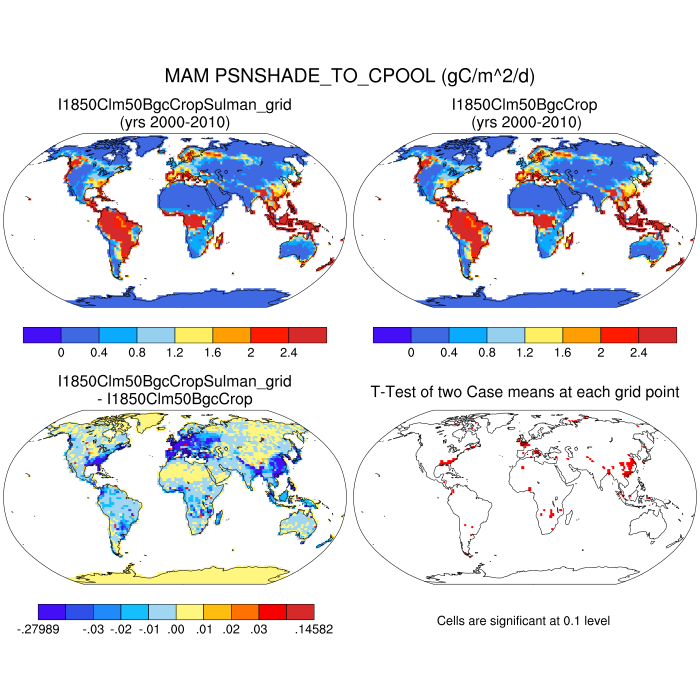 MAM PSNSHADE_TO_CPOOL (gC/m^2/d)
I1850Clm50BgcCropSulman_grid
(yrs 2000-2010)
I1850Clm50BgcCrop
(yrs 2000-2010)
0 0.4 0.8 1.2 1.6 2 2.4
0 0.4 0.8 1.2 1.6 2 2.4
I1850Clm50BgcCropSulman_grid
- I1850Clm50BgcCrop
T-Test of two Case means at each grid point
-.27989 -.03 -.02 -.01 .00 .01 .02 .03 .14582
Cells are significant at 0.1 level